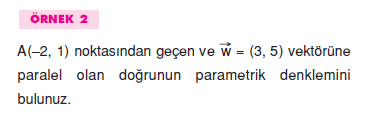 ÖRNEK 2
A(–2, 1) noktasından geçen ve w⃗ = (3, 5) vektörüne
paralel olan doğrunun parametrik denklemini
bulunuz.